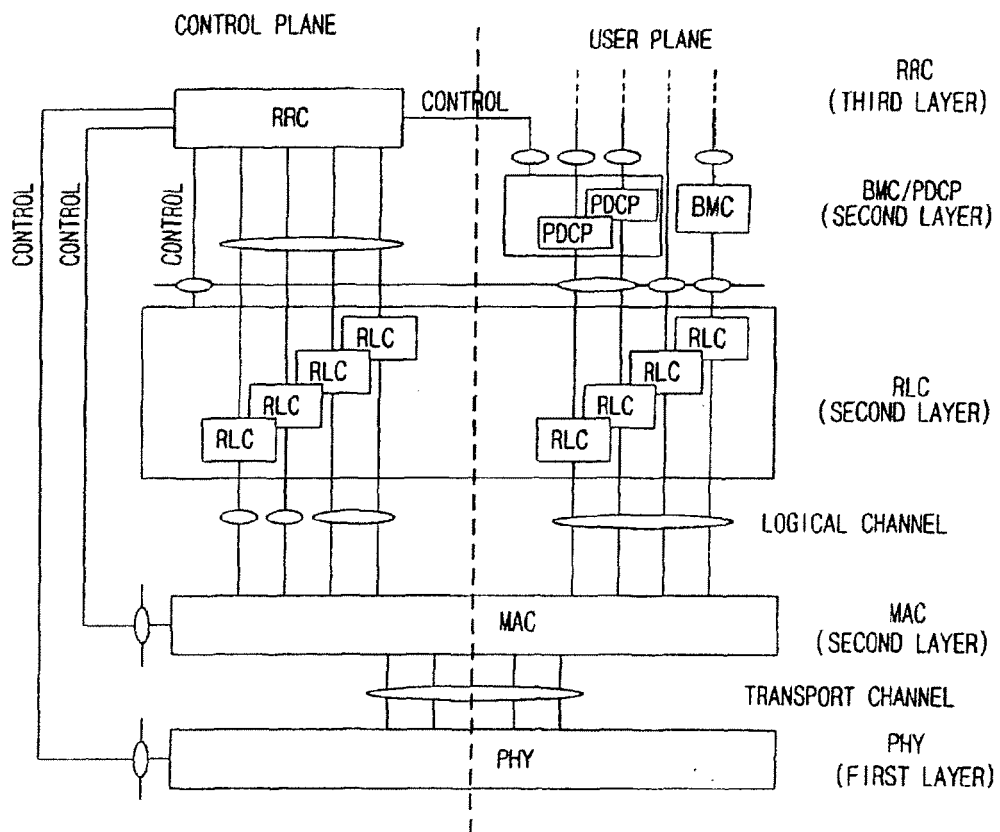 CONTROL PLANE
USER PLANE
RRC
(THIRD LAYER)
RRC
CONTROL
CONTROL
CONTROL
CONTROL
PDCP
PDCP
BMC
BMC/PDCP
(SECOND LAYER)
RLC
RLC
RLC
RLC
RLC
RLC
RLC
RLC
RLC
(SECOND LAYER)
LOGICAL CHANNEL
MAC
MAC
(SECOND LAYER)
TRANSPORT CHANNEL
PHY
PHY
(FIRST LAYER)